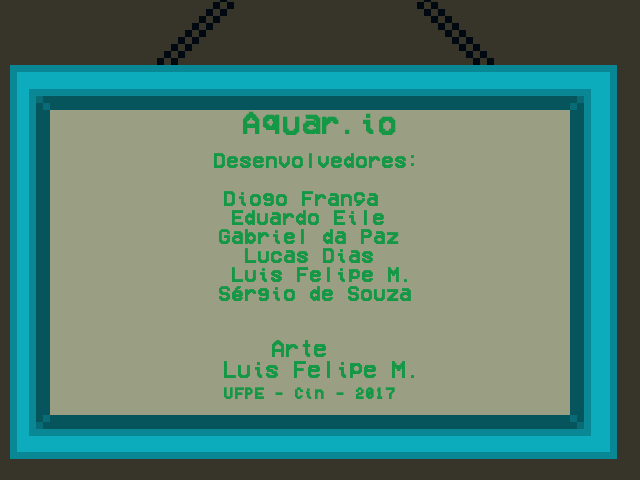 Aquar.io
Desenvolvedores:
Diogo França
Eduardo Eile
Gabriel da Paz
Lucas Dias
Luis Felipe M.
Sérgio de Souza
Arte
Luis Felipe M.
UFPE - Cin - 2017